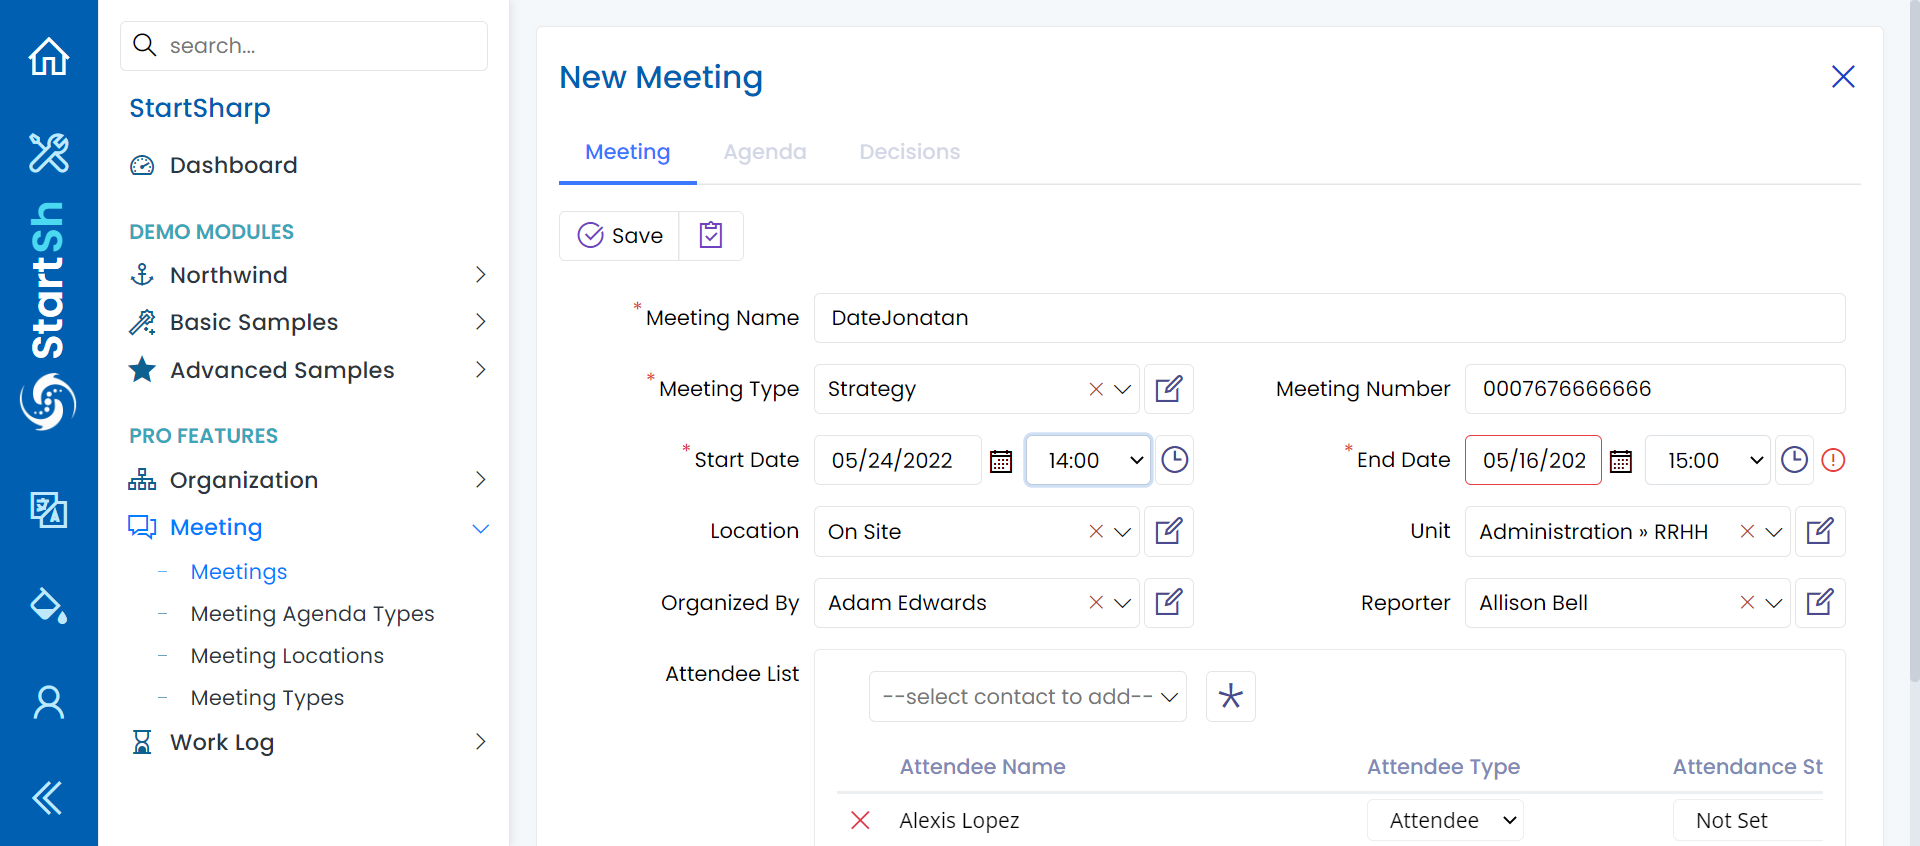 search...
StartSharp
Dashboard
DEMO MODULES
Northwind
Basic Samples
Advanced Samples
PRO FEATURES
Organization
Meeting
Meetings
Meeting Agenda Types
Meeting Locations
Meeting Types
Work Log
StartSh
New Meeting
Meeting Agenda Decisions
Save
* Meeting Name DateJonatan
* Meeting Type Strategy Meeting Number 0007676666666
* Start Date 05/24/2022 14:00 * End Date 05/16/202 15:00
Location On Site Unit Administration » RRHH
Organized By Adam Edwards Reporter Allison Bell
Attendee List
--select contact to add--
Attendee Name Attendee Type Attendance St
Alexis Lopez Attendee Not Set